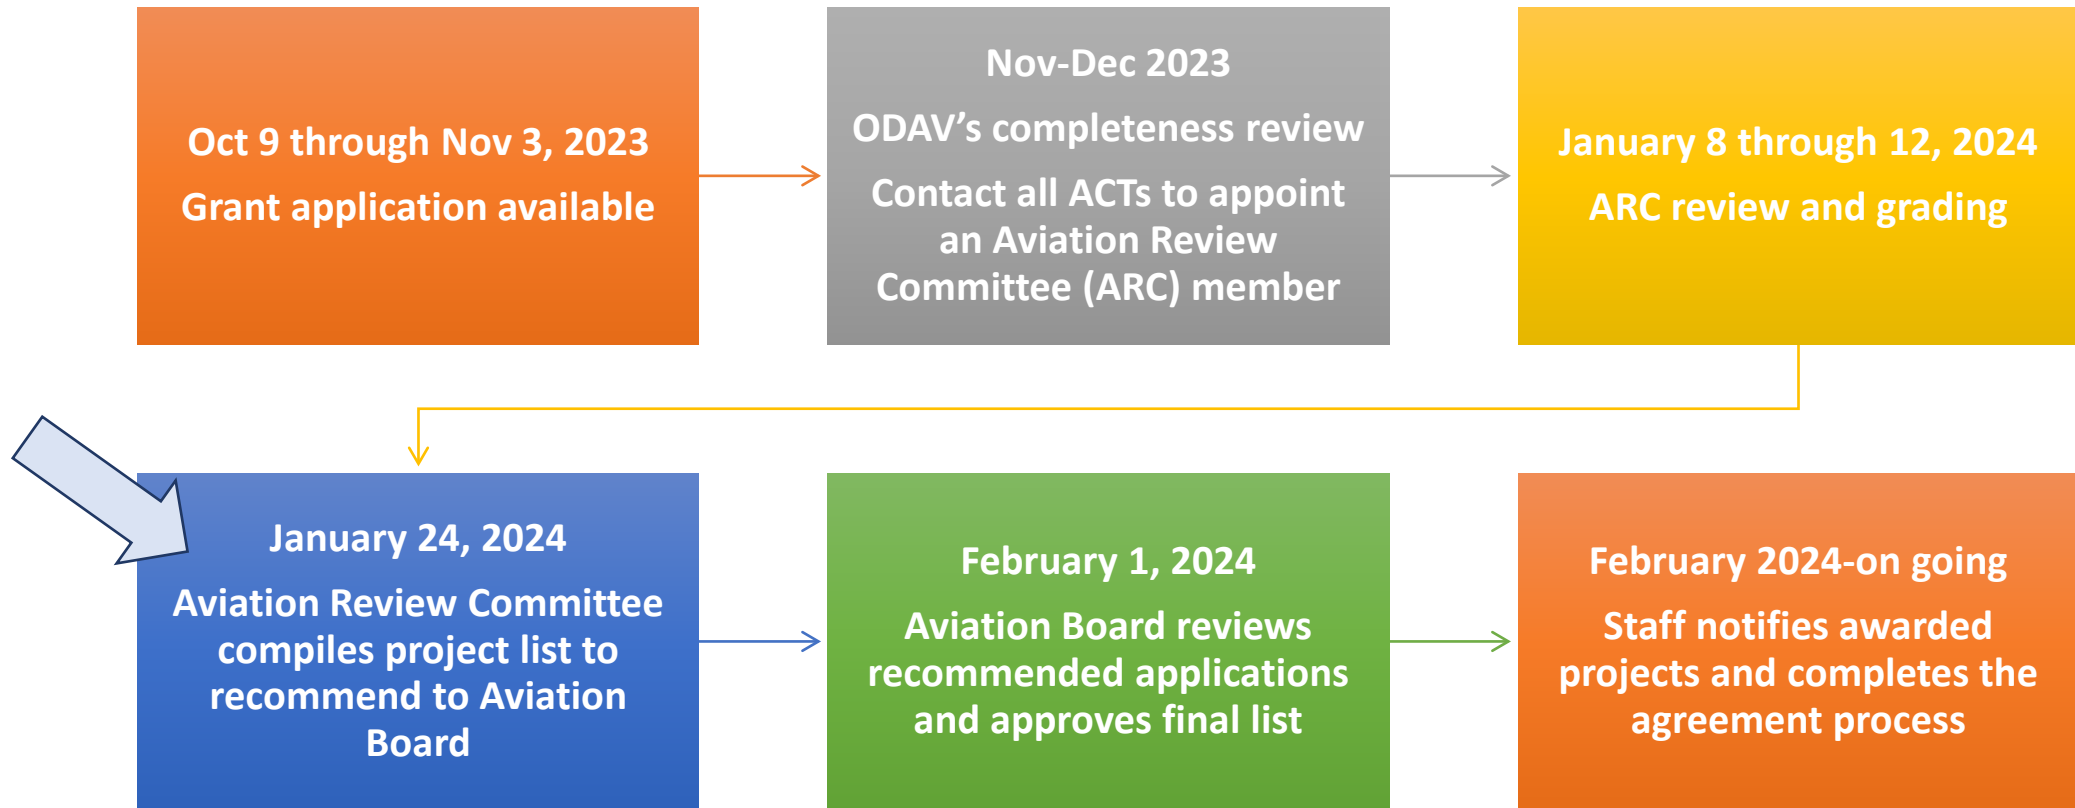 Oct 9 through Nov 3, 2023
Grant application available
Nov-Dec 2023
ODAV’s completeness review
Contact all ACTs to appoint
an Aviation Review
Committee (ARC) member
January 8 through 12, 2024
ARC review and grading
January 24, 2024
Aviation Review Committee
compiles project list to
recommend to Aviation
Board
February 1, 2024
Aviation Board reviews
recommended applications
and approves final list
February 2024-on going
Staff notifies awarded
projects and completes the
agreement process